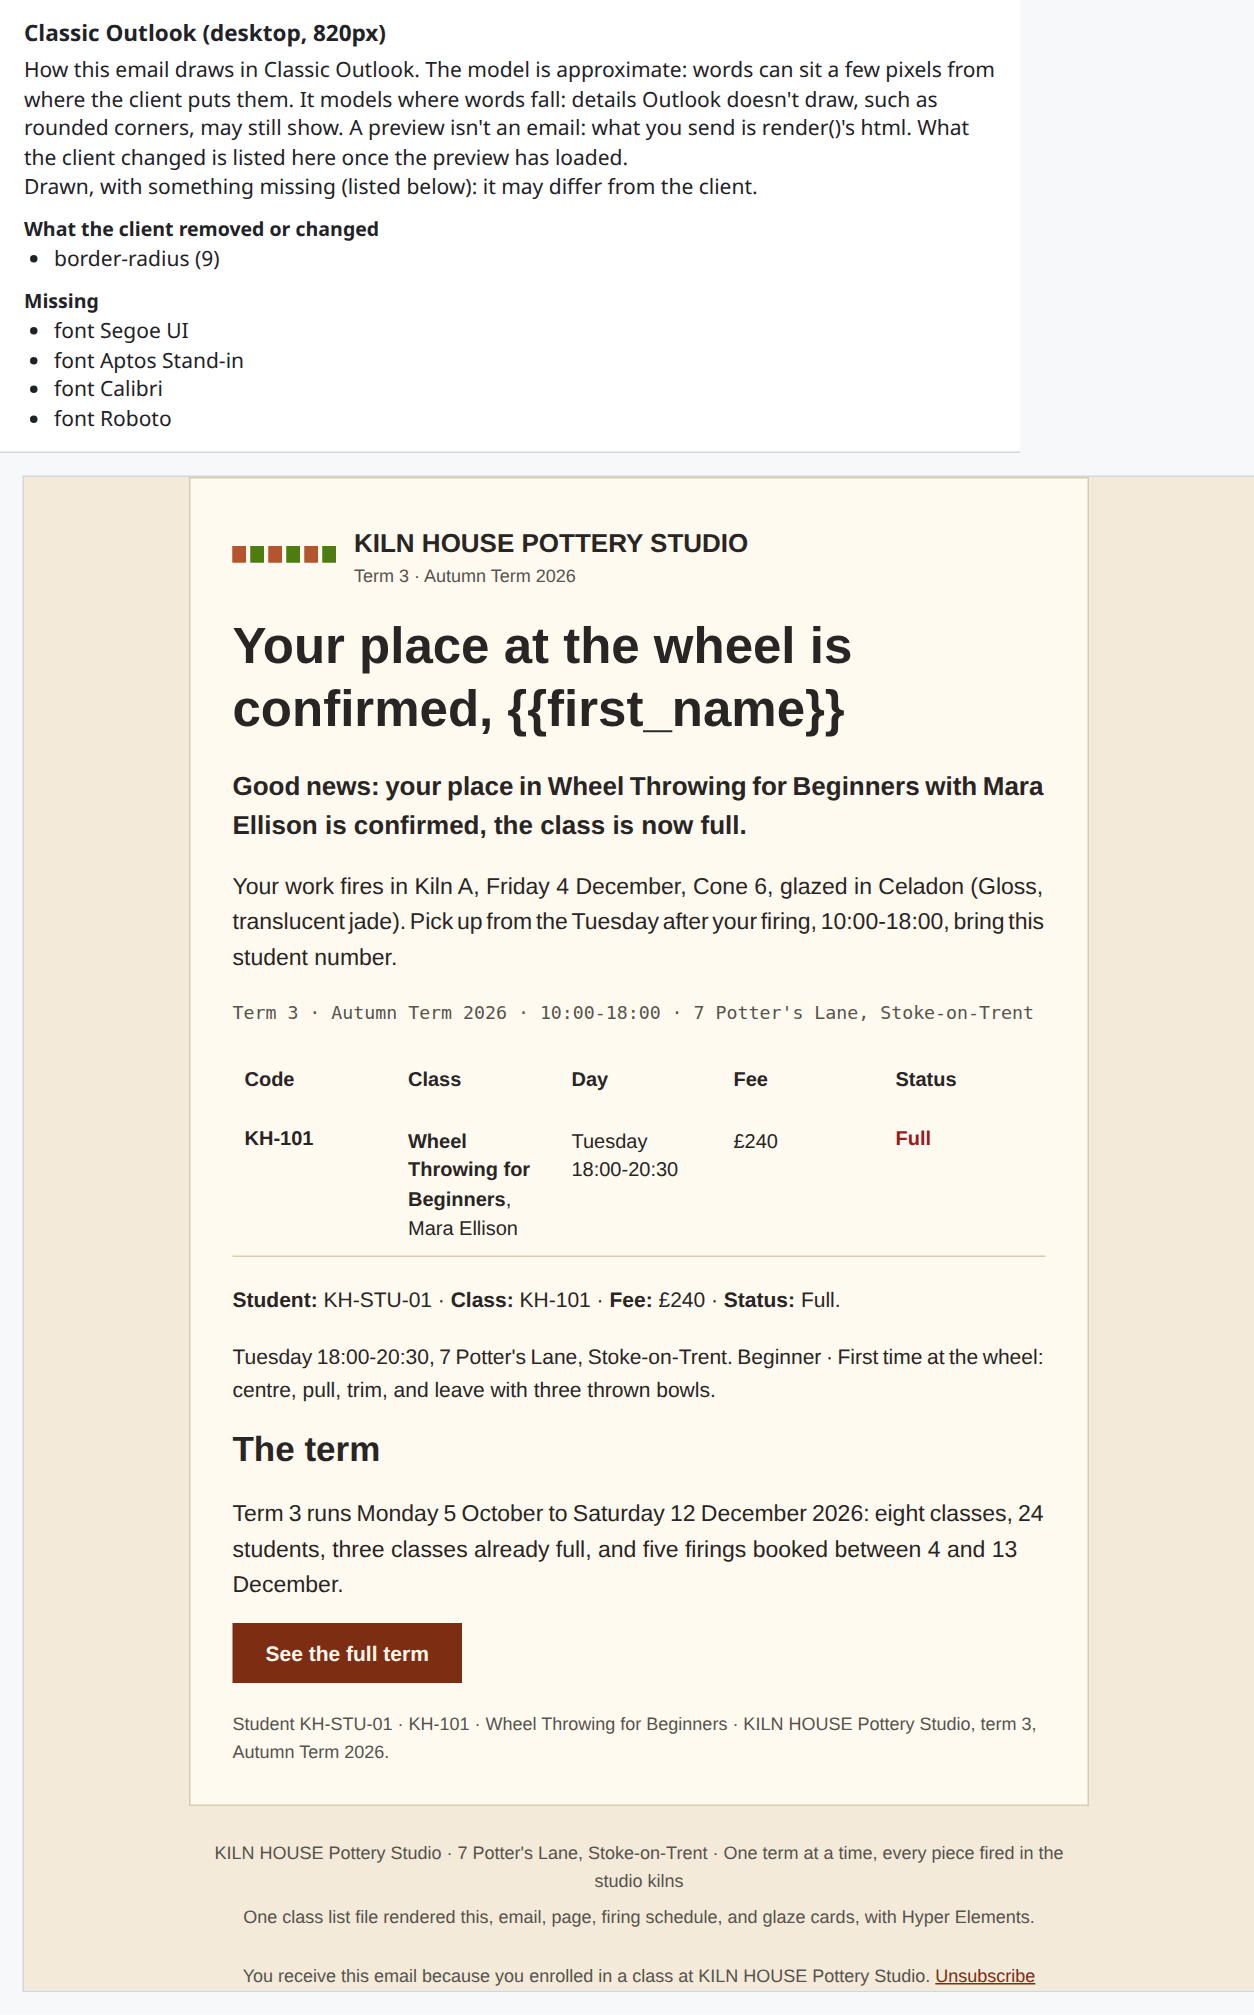 Classic Outlook (desktop, 820px)
How this email draws in Classic Outlook. The model is approximate: words can sit a few pixels from
where the client puts them. It models where words fall: details Outlook doesn't draw, such as
rounded corners, may still show. A preview isn't an email: what you send is render()'s html. What
the client changed is listed here once the preview has loaded.
Drawn, with something missing (listed below): it may differ from the client.
What the client removed or changed
• border-radius (9)
Missing
• font Segoe UI
• font Aptos Stand-in
• font Calibri
• font Roboto
KILN HOUSE POTTERY STUDIO
Term 3 · Autumn Term 2026
Your place at the wheel is
confirmed, {{first_name}}
Good news: your place in Wheel Throwing for Beginners with Mara
Ellison is confirmed, the class is now full.
Your work fires in Kiln A, Friday 4 December, Cone 6, glazed in Celadon (Gloss,
translucent jade). Pick up from the Tuesday after your firing, 10:00-18:00, bring this
student number.
Term 3 · Autumn Term 2026 · 10:00-18:00 · 7 Potter's Lane, Stoke-on-Trent
Code Class Day Fee Status
KH-101 Wheel Tuesday £240 Full
Throwing for 18:00-20:30
Beginners,
Mara Ellison
Student: KH-STU-01 · Class: KH-101 · Fee: £240 · Status: Full.
Tuesday 18:00-20:30, 7 Potter's Lane, Stoke-on-Trent. Beginner · First time at the wheel:
centre, pull, trim, and leave with three thrown bowls.
The term
Term 3 runs Monday 5 October to Saturday 12 December 2026: eight classes, 24
students, three classes already full, and five firings booked between 4 and 13
December.
See the full term
Student KH-STU-01 · KH-101 · Wheel Throwing for Beginners · KILN HOUSE Pottery Studio, term 3,
Autumn Term 2026.
KILN HOUSE Pottery Studio · 7 Potter's Lane, Stoke-on-Trent · One term at a time, every piece fired in the
studio kilns
One class list file rendered this, email, page, firing schedule, and glaze cards, with Hyper Elements.
You receive this email because you enrolled in a class at KILN HOUSE Pottery Studio. Unsubscribe